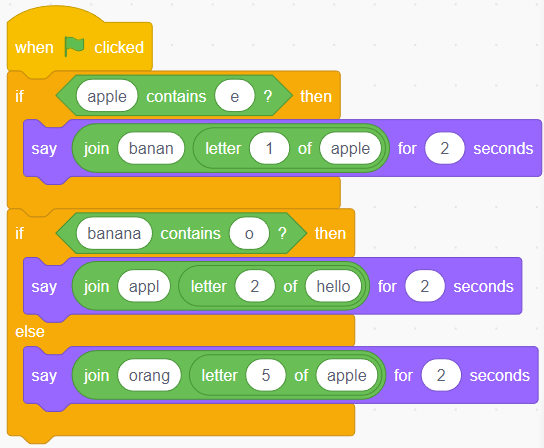 when clicked
if apple contains e ? then
say join banan letter 1 of apple for 2 seconds
if banana contains o ? then
say join appl letter 2 of hello for 2 seconds
else
say join orang letter 5 of apple for 2 seconds